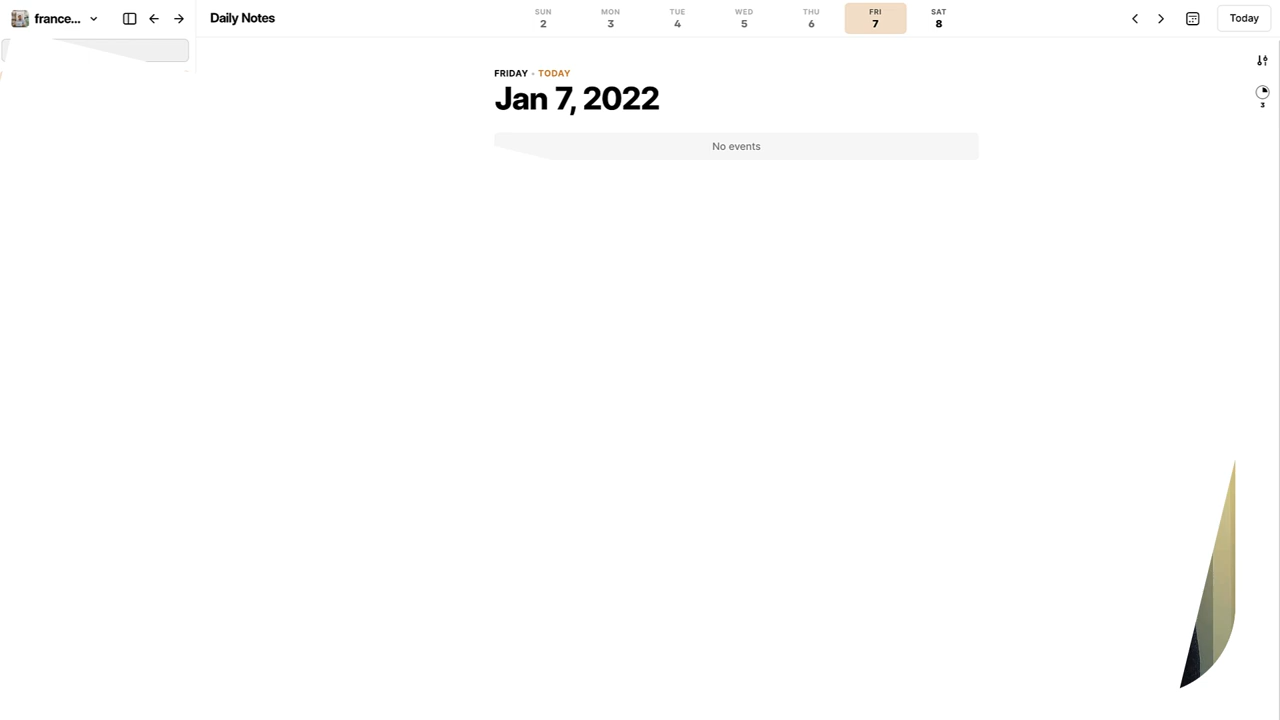 france...
Daily Notes
SUN MON TUE WED THU FRI SAT
2 3 4 5 6 7 8
Today
FRIDAY - TODAY
Jan 7, 2022
3
No events